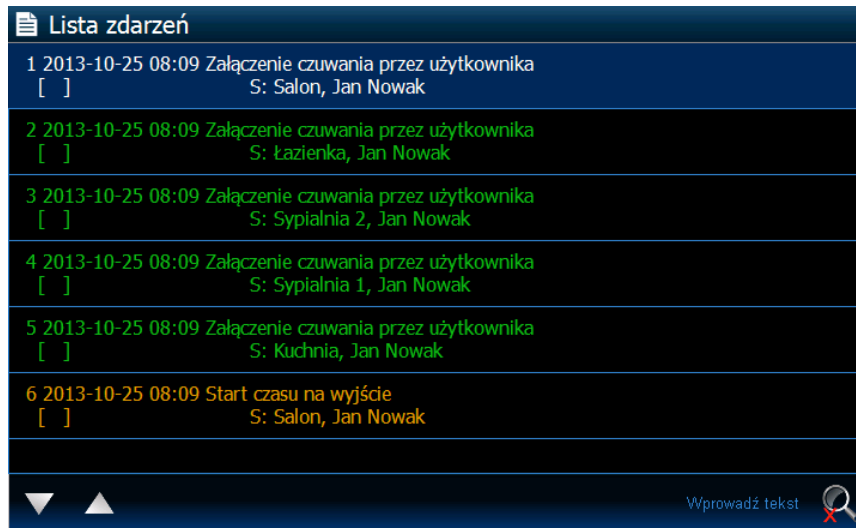 Lista zdarzeń
1 2013-10-25 08:09 Załączenie czuwania przez użytkownika
[ ] S: Salon, Jan Nowak
2 2013-10-25 08:09 Załączenie czuwania przez użytkownika
[ ] S: Łazienka, Jan Nowak
3 2013-10-25 08:09 Załączenie czuwania przez użytkownika
[ ] S: Sypialnia 2, Jan Nowak
4 2013-10-25 08:09 Załączenie czuwania przez użytkownika
[ ] S: Sypialnia 1, Jan Nowak
5 2013-10-25 08:09 Załączenie czuwania przez użytkownika
[ ] S: Kuchnia, Jan Nowak
6 2013-10-25 08:09 Start czasu na wyjście
[ ] S: Salon, Jan Nowak
Wprowadź tekst